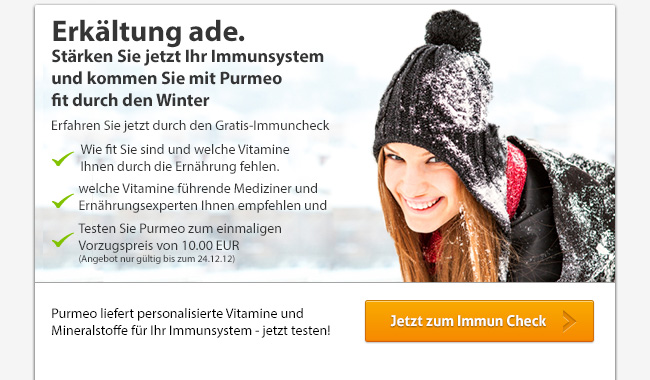 Erkältung ade.
Stärken Sie jetzt Ihr Immunsystem
und kommen Sie mit Purmeo
fit durch den Winter
Erfahren Sie jetzt durch den Gratis-Immuncheck
Wie fit Sie sind und welche Vitamine
Ihnen durch die Ernährung fehlen.
welche Vitamine führende Mediziner und
Ernährungsexperten Ihnen empfehlen und
Testen Sie Purmeo zum einmaligen
Vorzugspreis von 10.00 EUR
(Angebot nur gültig bis zum 24.12.12)
Purmeo liefert personalisierte Vitamine und
Mineralstoffe für Ihr Immunsystem - jetzt testen!
Jetzt zum Immun Check